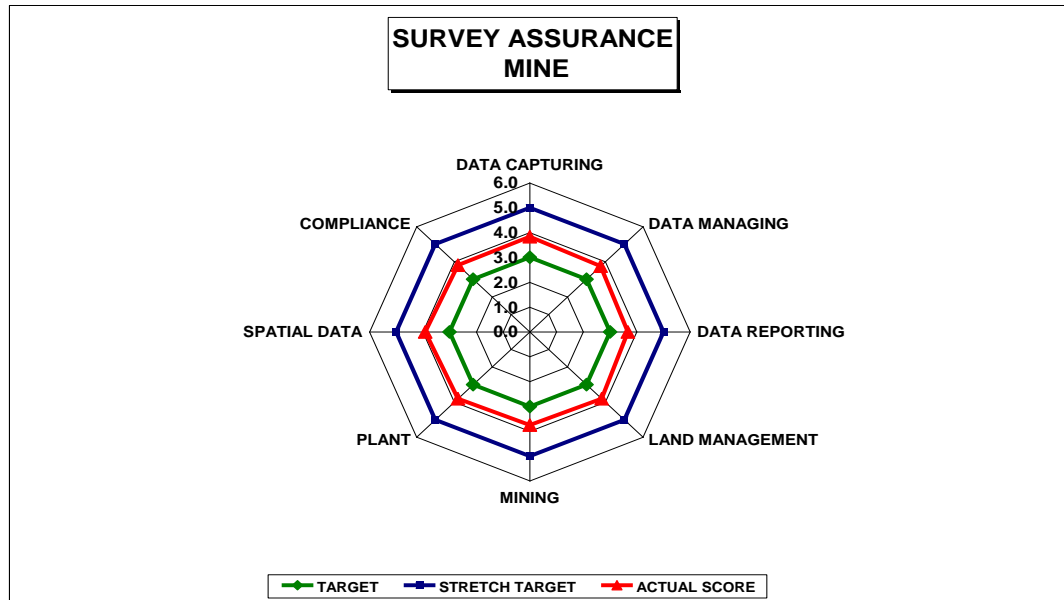 SURVEY ASSURANCE
MINE
DATA CAPTURING
6.0
5.0
4.0
3.0
2.0
1.0
0.0
COMPLIANCE
DATA MANAGING
SPATIAL DATA
DATA REPORTING
PLANT
LAND MANAGEMENT
MINING
TARGET
STRETCH TARGET
ACTUAL SCORE